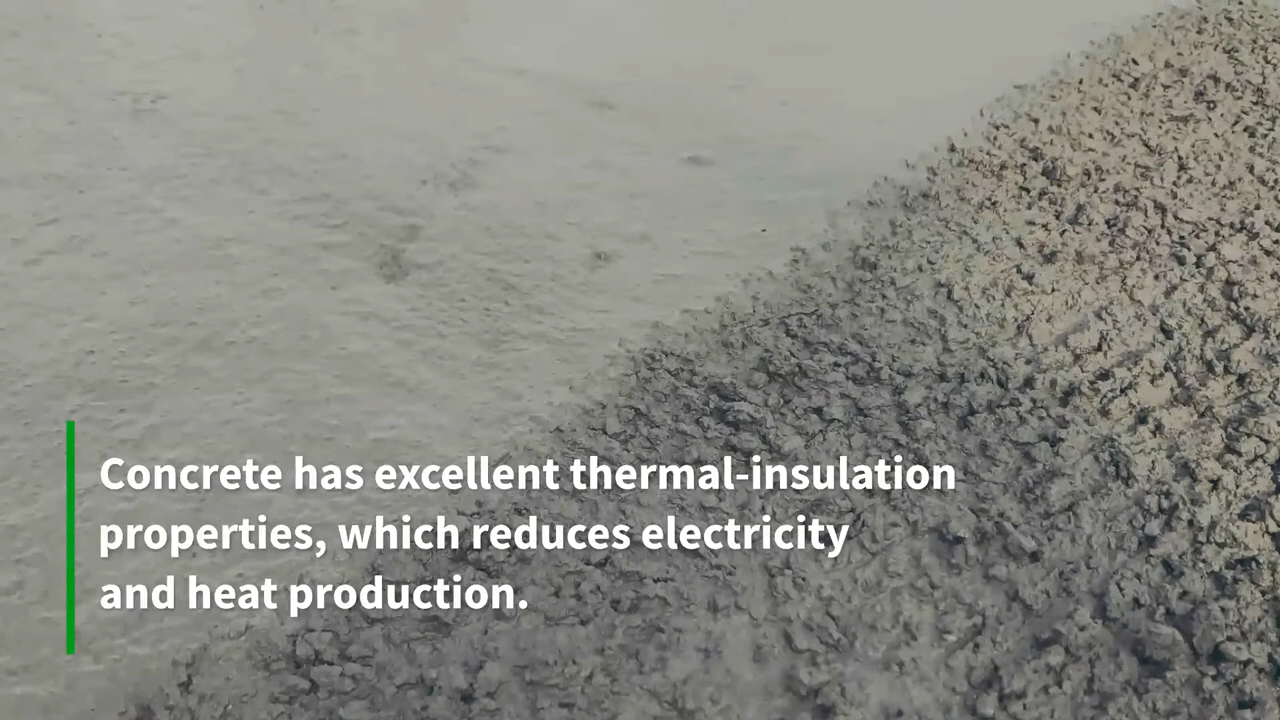 Concrete has excellent thermal-insulation
properties, which reduces electricity
and heat production.